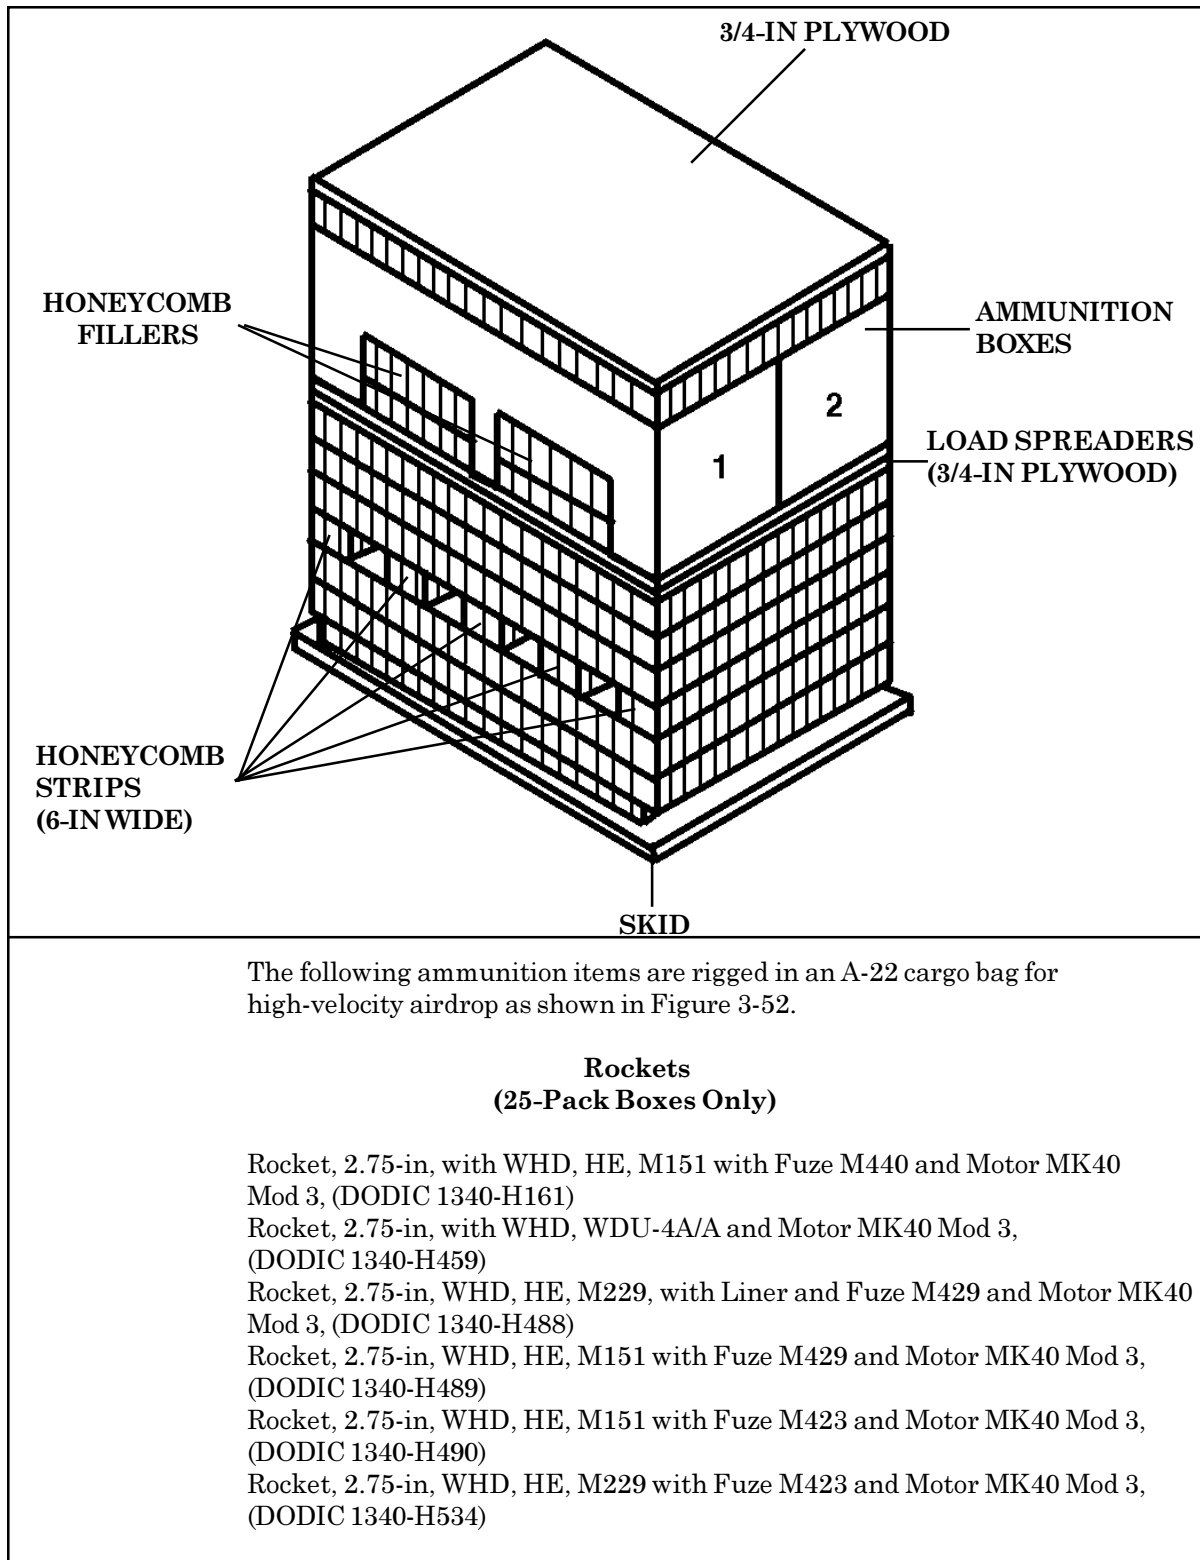 3/4-IN PLYWOOD
HONEYCOMB
FILLERS
AMMUNITION
BOXES
1
2
LOAD SPREADERS
(3/4-IN PLYWOOD)
HONEYCOMB
STRIPS
(6-IN WIDE)
SKID
The following ammunition items are rigged in an A-22 cargo bag for
high-velocity airdrop as shown in Figure 3-52.
Rockets
(25-Pack Boxes Only)
Rocket, 2.75-in, with WHD, HE, M151 with Fuze M440 and Motor MK40
Mod 3, (DODIC 1340-H161)
Rocket, 2.75-in, with WHD, WDU-4A/A and Motor MK40 Mod 3,
(DODIC 1340-H459)
Rocket, 2.75-in, WHD, HE, M229, with Liner and Fuze M429 and Motor MK40
Mod 3, (DODIC 1340-H488)
Rocket, 2.75-in, WHD, HE, M151 with Fuze M429 and Motor MK40 Mod 3,
(DODIC 1340-H489)
Rocket, 2.75-in, WHD, HE, M151 with Fuze M423 and Motor MK40 Mod 3,
(DODIC 1340-H490)
Rocket, 2.75-in, WHD, HE, M229 with Fuze M423 and Motor MK40 Mod 3,
(DODIC 1340-H534)